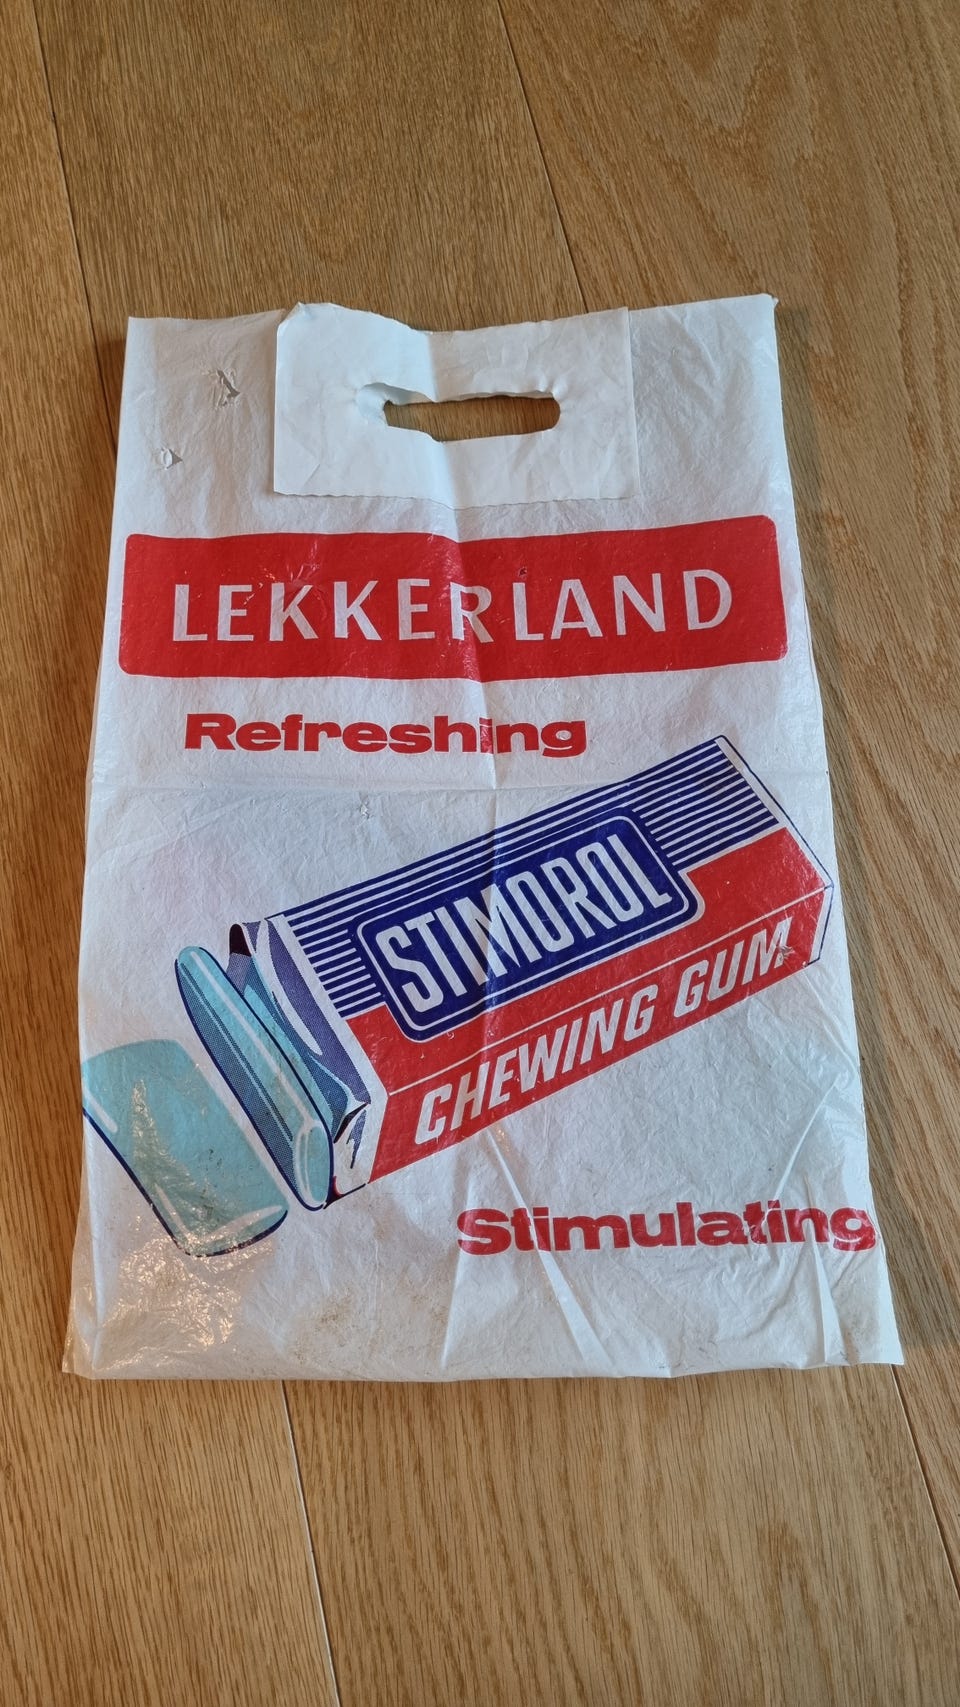 LEKKERLAND
Refreshing
STIMOROL
CHEWING GUM
Stimulating